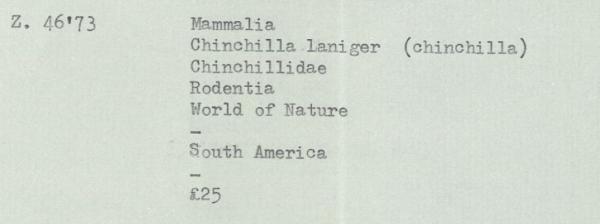 Z. 46'73 Mammalia
Chinchilla laniger (chinchilla)
Chinchillidae
Rodentia
World of Nature
-
South America
-
£25